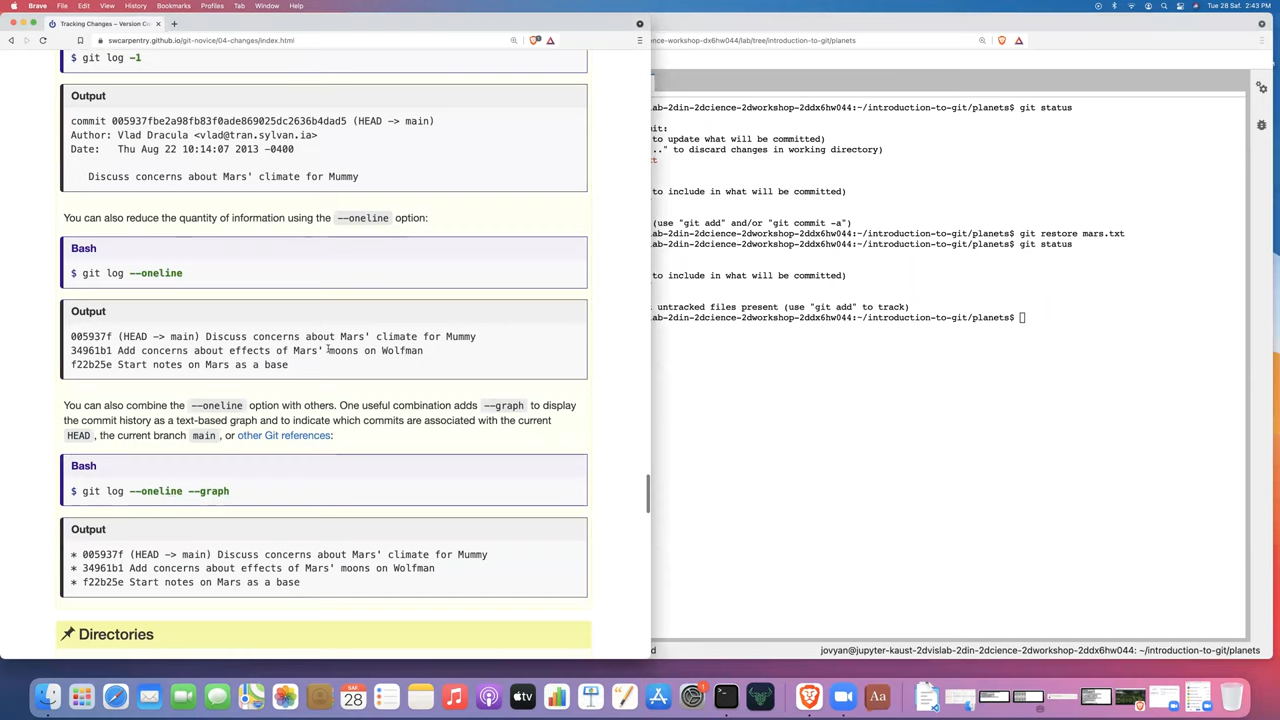 Brave File Edit View History Bookmarks Profiles Tab Window Help
Tue 28 Saf. 2:43 PM
Tracking Changes – Version Co
swcarpentry.github.io/git-novice/04-changes/index.html
cience-workshop-dx6hw044/lab/tree/introduction-to-git/planets
$ git log -1
Output
commit 005937fbe2a98fb83f0ade869025dc2636b4dad5 (HEAD -> main)
Author: Vlad Dracula <vlad@tran.sylvan.ia>
Date: Thu Aug 22 10:14:07 2013 -0400
Discuss concerns about Mars' climate for Mummy
You can also reduce the quantity of information using the --oneline option:
Bash
$ git log --oneline
Output
005937f (HEAD -> main) Discuss concerns about Mars' climate for Mummy
34961b1 Add concerns about effects of Mars' moons on Wolfman
f22b25e Start notes on Mars as a base
You can also combine the --oneline option with others. One useful combination adds --graph to display
the commit history as a text-based graph and to indicate which commits are associated with the current
HEAD, the current branch main, or other Git references:
Bash
$ git log --oneline --graph
Output
* 005937f (HEAD -> main) Discuss concerns about Mars' climate for Mummy
* 34961b1 Add concerns about effects of Mars' moons on Wolfman
* f22b25e Start notes on Mars as a base
Directories
lab-2din-2dcience-2dworkshop-2ddx6hw044:~/introduction-to-git/planets$ git status
mit:
to update what will be committed)
.." to discard changes in working directory)
xt
to include in what will be committed)
(use "git add" and/or "git commit -a")
lab-2din-2dcience-2dworkshop-2ddx6hw044:~/introduction-to-git/planets$ git restore mars.txt
lab-2din-2dcience-2dworkshop-2ddx6hw044:~/introduction-to-git/planets$ git status
to include in what will be committed)
untracked files present (use "git add" to track)
lab-2din-2dcience-2dworkshop-2ddx6hw044:~/introduction-to-git/planets$
jovyan@jupyter-kaust-2dvislab-2din-2dcience-2dworkshop-2ddx6hw044: ~/introduction-to-git/planets